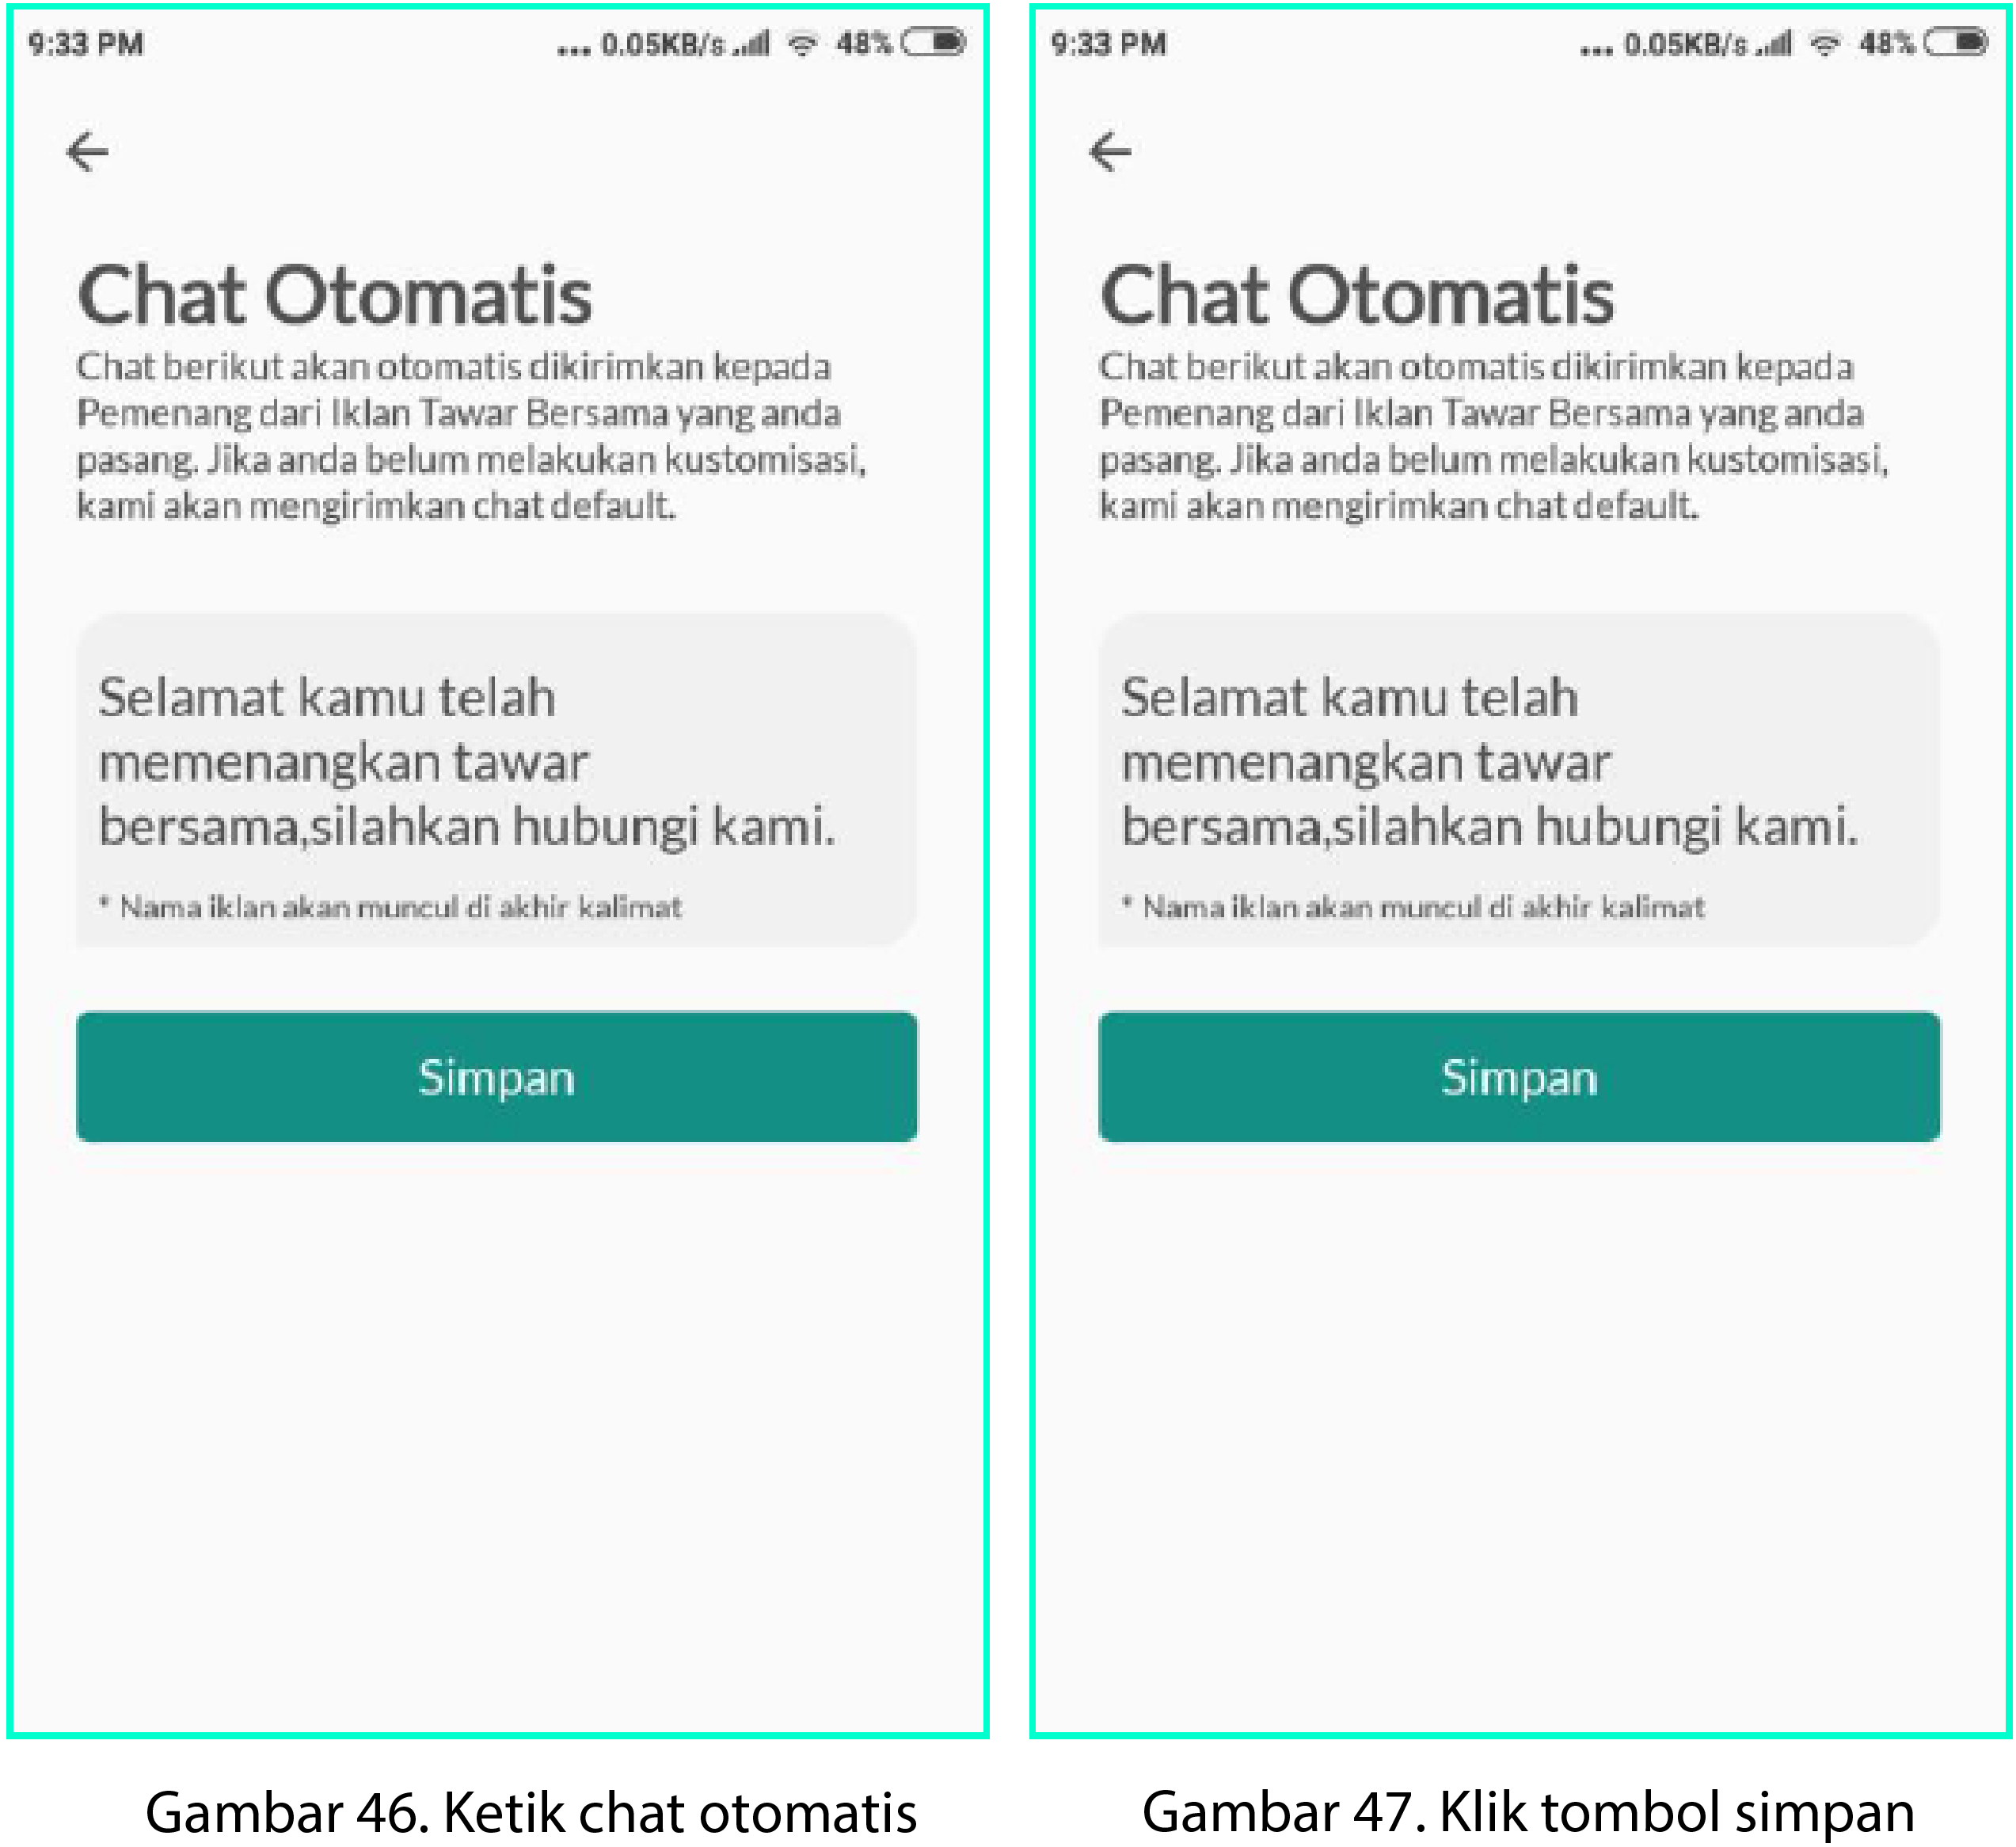 9:33 PM ... 0.05KB/s 48%
Chat Otomatis
Chat berikut akan otomatis dikirimkan kepada
Pemenang dari Iklan Tawar Bersama yang anda
pasang. Jika anda belum melakukan kustomisasi,
kami akan mengirimkan chat default.
Selamat kamu telah
memenangkan tawar
bersama,silahkan hubungi kami.
* Nama iklan akan muncul di akhir kalimat
Simpan
Gambar 46. Ketik chat otomatis
9:33 PM ... 0.05KB/s 48%
Chat Otomatis
Chat berikut akan otomatis dikirimkan kepada
Pemenang dari Iklan Tawar Bersama yang anda
pasang. Jika anda belum melakukan kustomisasi,
kami akan mengirimkan chat default.
Selamat kamu telah
memenangkan tawar
bersama,silahkan hubungi kami.
* Nama iklan akan muncul di akhir kalimat
Simpan
Gambar 47. Klik tombol simpan